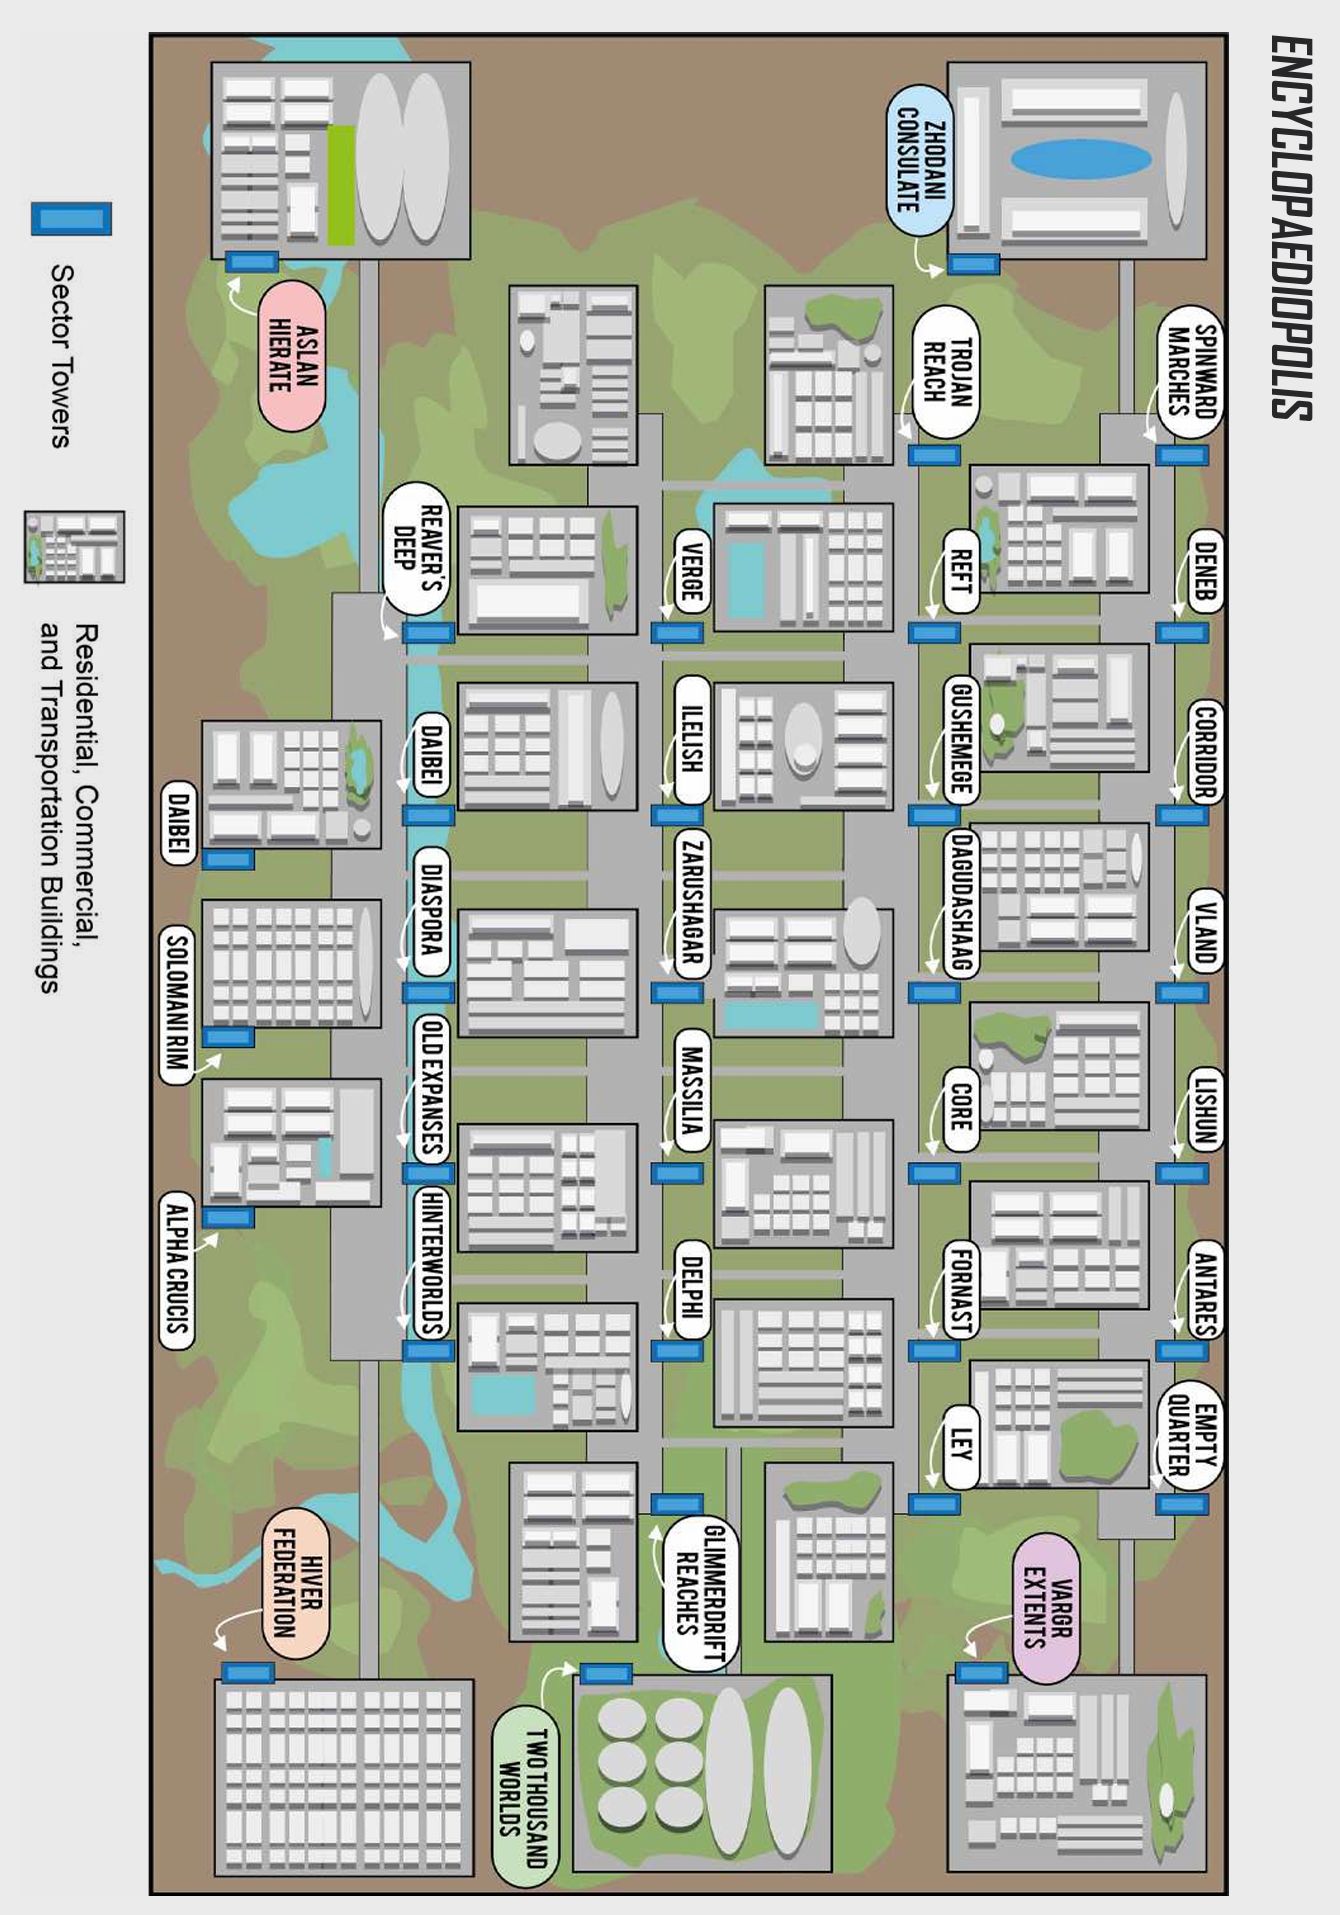 ENCYCLOPAEDIOPOLIS
SPINWARD
MARCHES
DENEB
CORRIDOR
VLAND
LISHUN
ANTARES
EMPTY
QUARTER
ZHODANI
CONSULATE
TROJAN
REACH
REFT
GUSHEMEGE
DAGUDASHAAG
CORE
FORNAST
LEY
VARGR
EXTENTS
VERGE
ILELISH
ZARUSHAGAR
MASSILIA
DELPHI
GLIMMERDRIFT
REACHES
TWO THOUSAND
WORLDS
REAVER'S
DEEP
DAIBEI
DIASPORA
OLD EXPANSES
HINTERWORLDS
ASLAN
HIERATE
HIVER
FEDERATION
DAIBEI
SOLOMANI RIM
ALPHA CRUCIS
Sector Towers
Residential, Commercial,
and Transportation Buildings